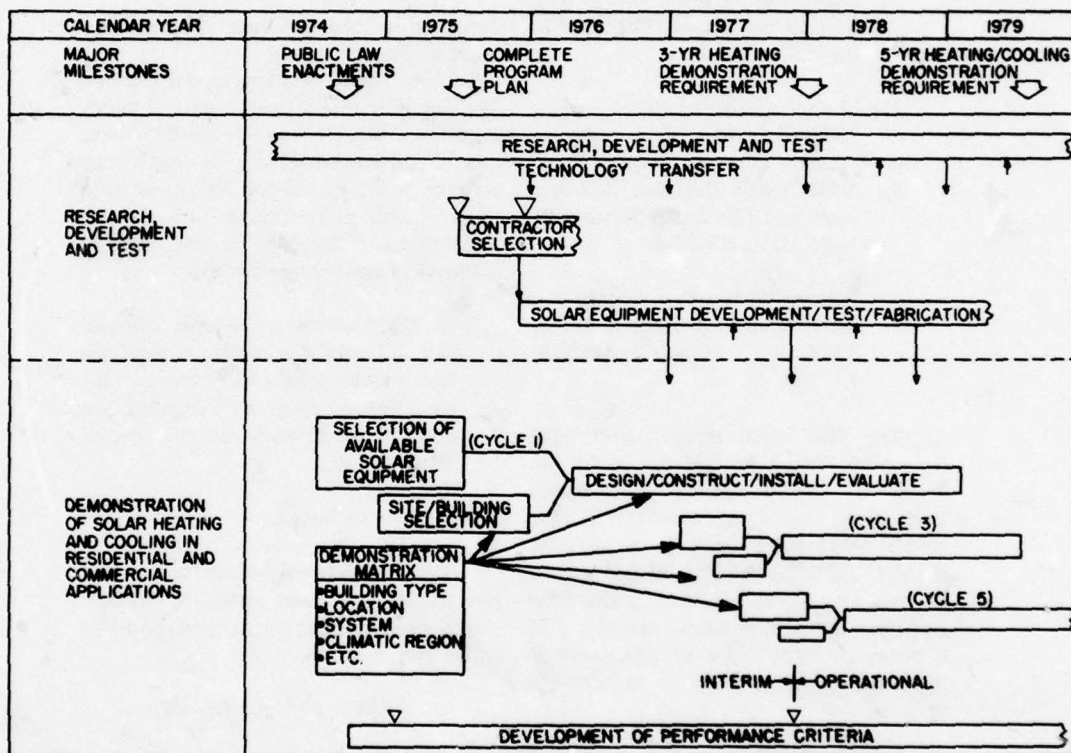 CALENDAR YEAR 1974 1975 1976 1977 1978 1979
MAJOR
MILESTONES
PUBLIC LAW
ENACTMENTS
COMPLETE
PROGRAM
PLAN
3-YR HEATING
DEMONSTRATION
REQUIREMENT
5-YR HEATING/COOLING
DEMONSTRATION
REQUIREMENT
RESEARCH,
DEVELOPMENT
AND TEST
RESEARCH, DEVELOPMENT AND TEST
TECHNOLOGY TRANSFER
CONTRACTOR
SELECTION
SOLAR EQUIPMENT DEVELOPMENT/TEST/FABRICATION
DEMONSTRATION
OF SOLAR HEATING
AND COOLING IN
RESIDENTIAL AND
COMMERCIAL
APPLICATIONS
SELECTION OF
AVAILABLE
SOLAR
EQUIPMENT
(CYCLE 1)
DESIGN/CONSTRUCT/INSTALL/EVALUATE
SITE/BUILDING
SELECTION
(CYCLE 3)
DEMONSTRATION
MATRIX
•BUILDING TYPE
•LOCATION
•SYSTEM
•CLIMATIC REGION
•ETC.
(CYCLE 5)
INTERIM OPERATIONAL
DEVELOPMENT OF PERFORMANCE CRITERIA